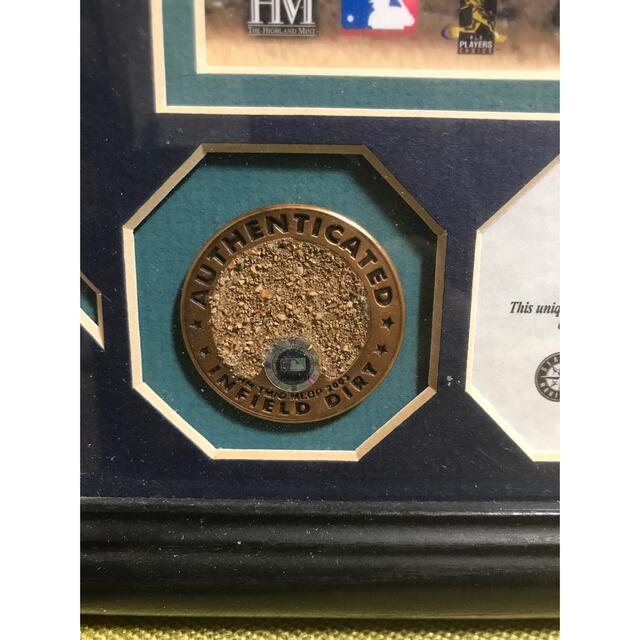 HM
THE HIGHLAND MINT
PLAYERS
CHOICE
AUTHENTICATED
INFIELD DIRT
This uniq